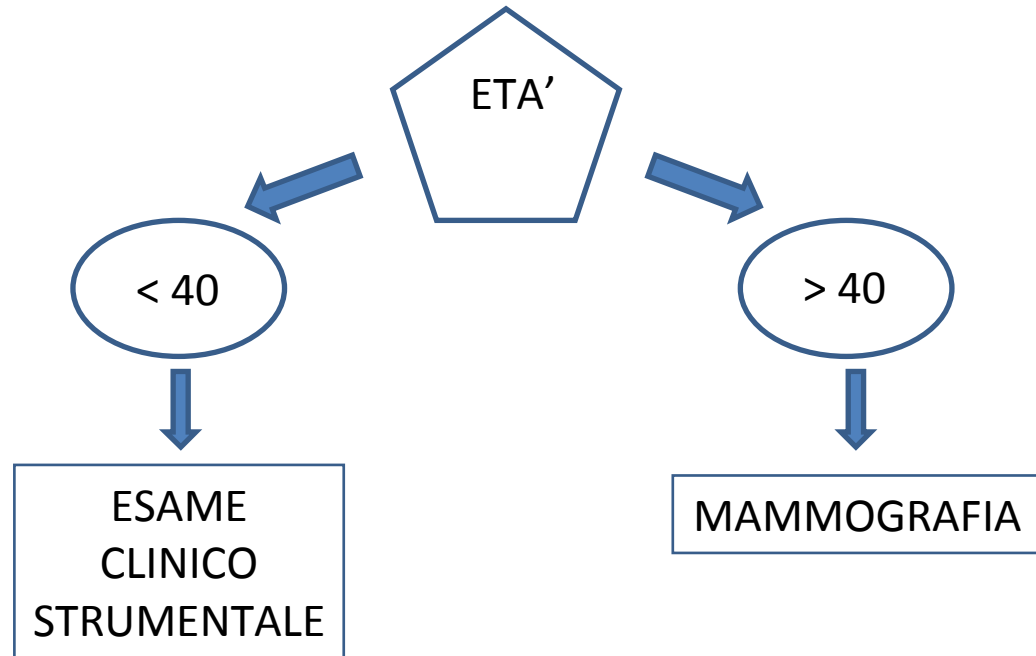 ETA’
< 40
> 40
ESAME
CLINICO
STRUMENTALE
MAMMOGRAFIA